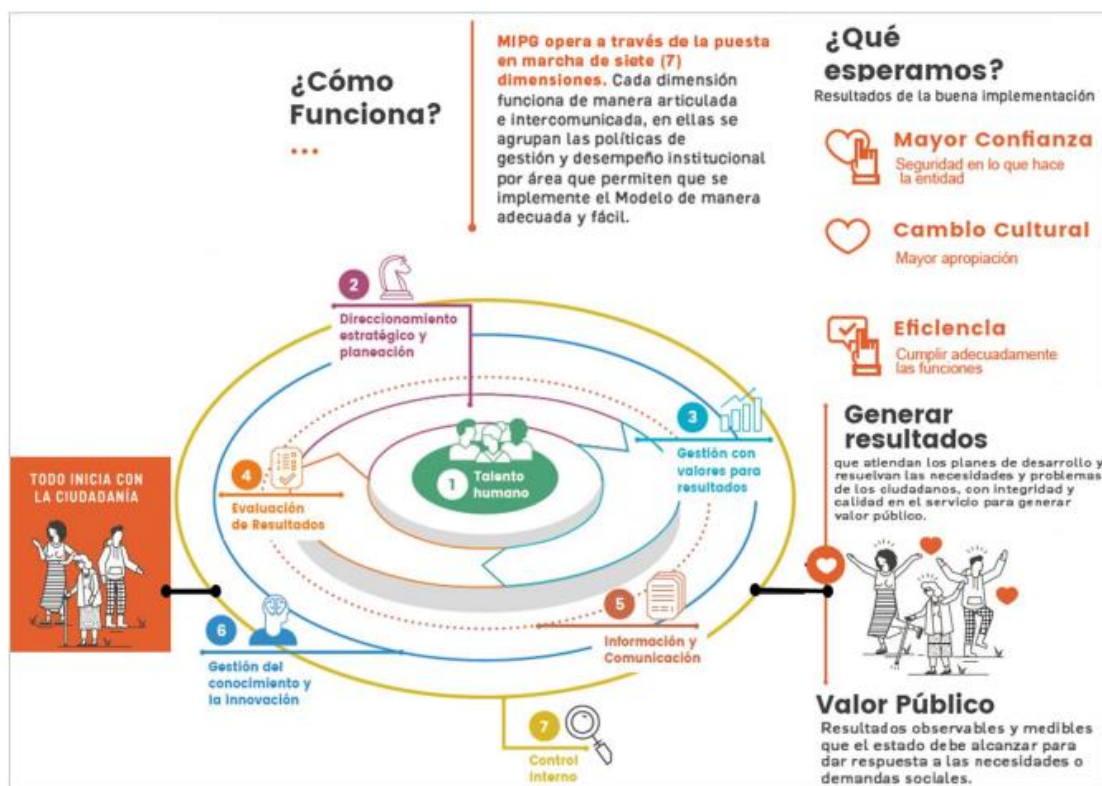 ¿Cómo
Funciona?
...
MIPG opera a través de la puesta
en marcha de siete (7)
dimensiones. Cada dimensión
funciona de manera articulada
e intercomunicada, en ellas se
agrupan las políticas de
gestión y desempeño institucional
por área que permiten que se
implemente el Modelo de manera
adecuada y fácil.
¿Qué
esperamos?
Resultados de la buena implementación
Mayor Confianza
Seguridad en lo que hace
la entidad
Cambio Cultural
Mayor apropiación
Eficiencia
Cumplir adecuadamente
las funciones
Generar
resultados
que atiendan los planes de desarrollo y
resuelvan las necesidades y problemas
de los ciudadanos, con integridad y
calidad en el servicio para generar
valor público.
Valor Público
Resultados observables y medibles
que el estado debe alcanzar para
dar respuesta a las necesidades o
demandas sociales.
TODO INICIA CON
LA CIUDADANÍA
1
Talento
humano
2
Direccionamiento
estratégico y
planeación
3
Gestión con
valores para
resultados
4
Evaluación
de Resultados
5
Información y
Comunicación
6
Gestión del
conocimiento y
la innovación
7
Control
Interno